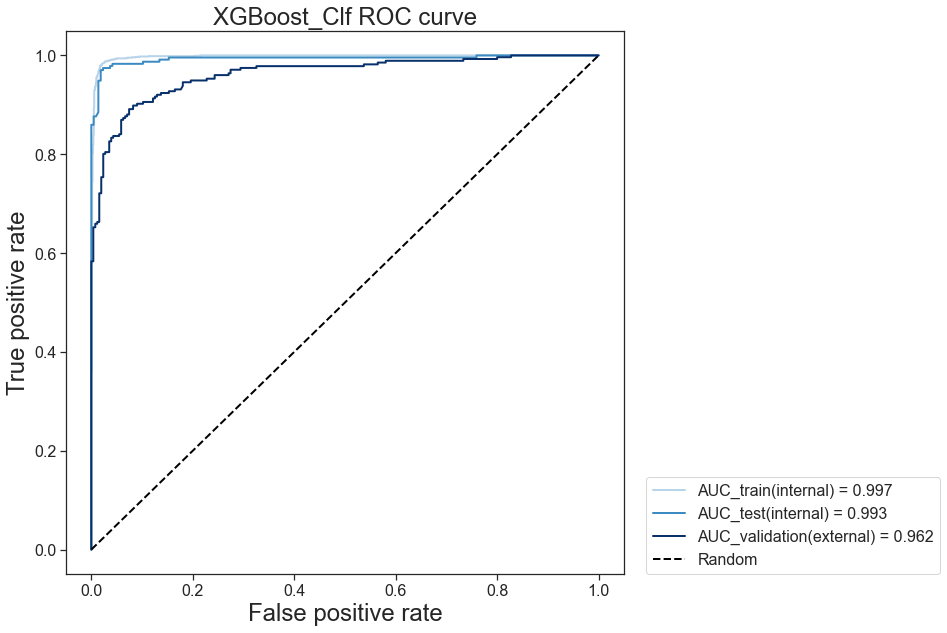 XGBoost_Clf ROC curve
True positive rate
1.0
0.8
0.6
0.4
0.2
0.0
0.0 0.2 0.4 0.6 0.8 1.0
False positive rate
AUC_train(internal) = 0.997
AUC_test(internal) = 0.993
AUC_validation(external) = 0.962
Random